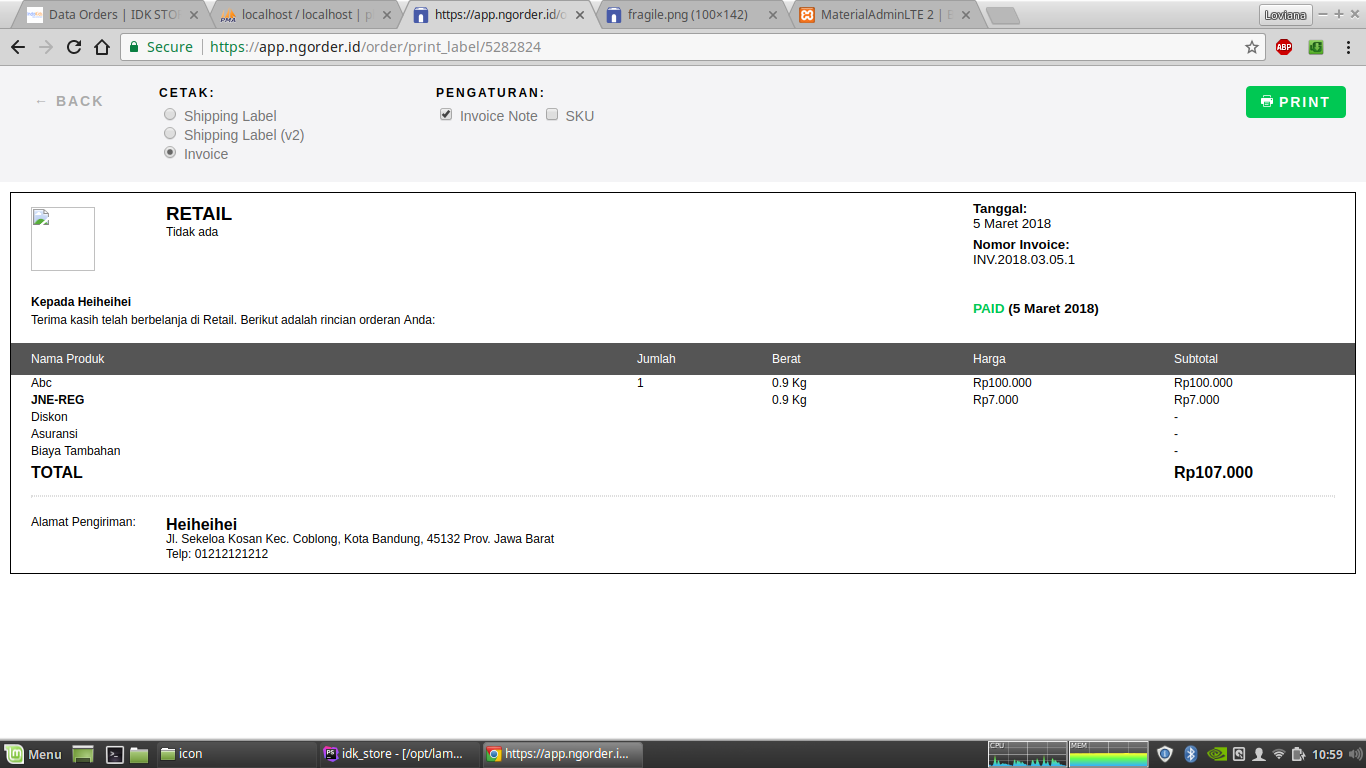 Data Orders | IDK STO
localhost / localhost | p
https://app.ngorder.id/o
fragile.png (100×142)
MaterialAdminLTE 2 |
Loviana
Secure https://app.ngorder.id/order/print_label/5282824
ABP
← BACK
CETAK:
Shipping Label
Shipping Label (v2)
Invoice
PENGATURAN:
Invoice Note SKU
PRINT
RETAIL
Tidak ada
Tanggal:
5 Maret 2018
Nomor Invoice:
INV.2018.03.05.1
Kepada Heiheihei
Terima kasih telah berbelanja di Retail. Berikut adalah rincian orderan Anda:
PAID (5 Maret 2018)
Nama Produk Jumlah Berat Harga Subtotal
Abc 1 0.9 Kg Rp100.000 Rp100.000
JNE-REG 0.9 Kg Rp7.000 Rp7.000
Diskon -
Asuransi -
Biaya Tambahan -
TOTAL Rp107.000
Alamat Pengiriman:
Heiheihei
Jl. Sekeloa Kosan Kec. Coblong, Kota Bandung, 45132 Prov. Jawa Barat
Telp: 01212121212
Menu
icon
idk_store - [/opt/lam...
https://app.ngorder.i...
CPU
MEM
10:59